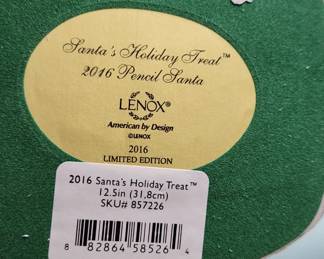 Santa's Holiday Treat™
2016 Pencil Santa
LENOX®
American by Design
©LENOX
2016
LIMITED EDITION
2016 Santa's Holiday Treat™
12.5in (31,8cm)
SKU# 857226
8 82864 58526 4